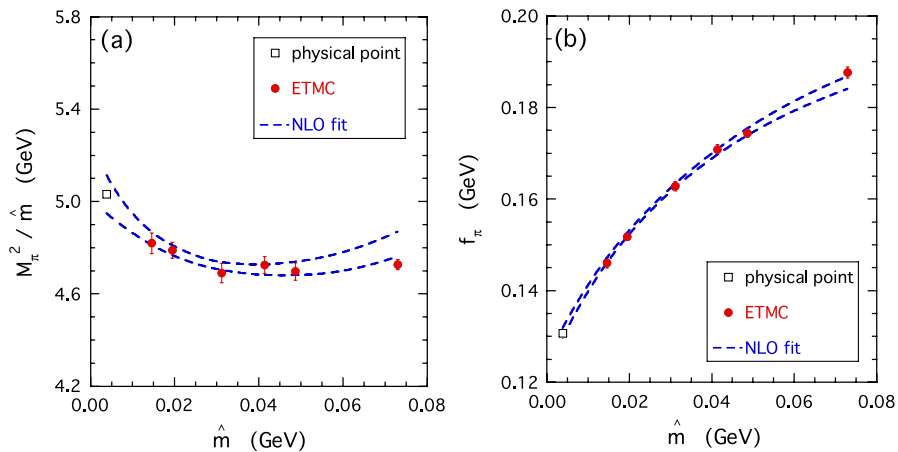 (a)
physical point
ETMC
NLO fit
M_π^2 / m̂ (GeV)
5.8
5.4
5.0
4.6
4.2
0.00 0.02 0.04 0.06 0.08
m̂ (GeV)
(b)
physical point
ETMC
NLO fit
f_π (GeV)
0.20
0.18
0.16
0.14
0.12
0.00 0.02 0.04 0.06 0.08
m̂ (GeV)